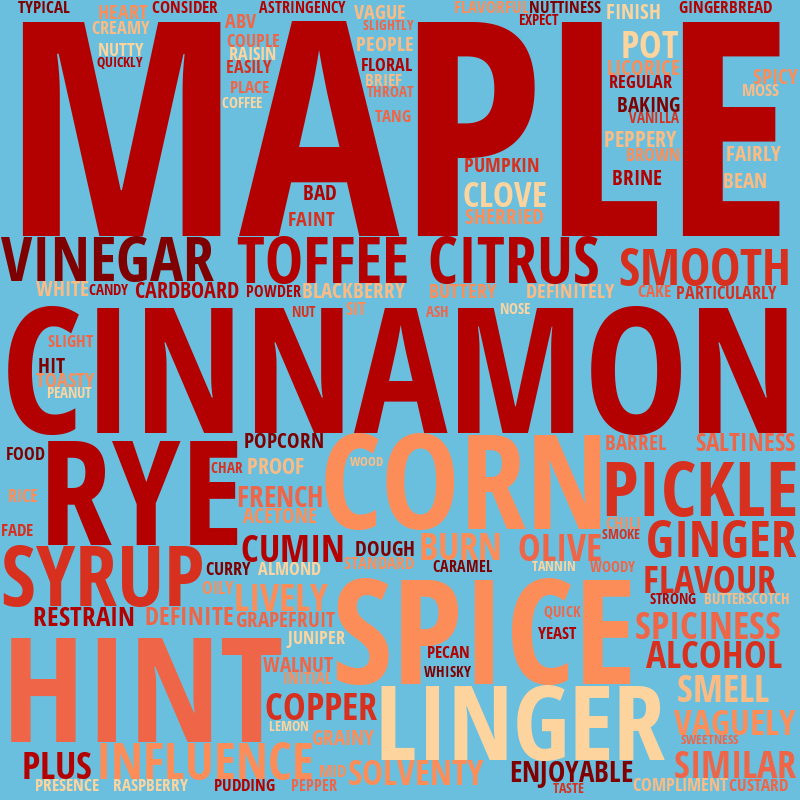 TYPICAL HEART CONSIDER ASTRINGENCY VAGUE FLAVORFUL NUTTINESS FINISH GINGERBREAD
CREAMY ABV SLIGHTLY EXPECT
NUTTY COUPLE PEOPLE POT
QUICKLY RAISIN FLORAL LICORICE
EASILY BRIEF REGULAR SPICY
PLACE THROAT MOSS
COFFEE BAKING
TANG VANILLA
MAPLE
PEPPERY
BROWN FAIRLY
PUMPKIN BRINE BEAN
BAD CLOVE
FAINT SHERRIED
VINEGAR TOFFEE CITRUS SMOOTH
WHITE CANDY CARDBOARD POWDER BLACKBERRY BUTTERY DEFINITELY CAKE PARTICULARLY
NUT SIT ASH NOSE
CINNAMON
SLIGHT
HIT
TOASTY
PEANUT
FOOD POPCORN BARREL SALTINESS
RYE CHAR PROOF WOOD CORN
RICE FRENCH PICKLE
FADE ACETONE CHILI
CUMIN DOUGH BURN OLIVE SMOKE GINGER
SYRUP CURRY ALMOND STANDARD CARAMEL TANNIN WOODY
OILY LIVELY SPICE FLAVOUR
RESTRAIN DEFINITE GRAPEFRUIT QUICK STRONG BUTTERSCOTCH
JUNIPER YEAST SPICINESS
HINT WALNUT PECAN ALCOHOL
INITIAL WHISKY
COPPER LINGER SMELL
LEMON VAGUELY
GRAINY SWEETNESS
PLUS INFLUENCE MID SOLVENTY ENJOYABLE SIMILAR
PRESENCE RASPBERRY PUDDING PEPPER TASTE COMPLIMENT CUSTARD